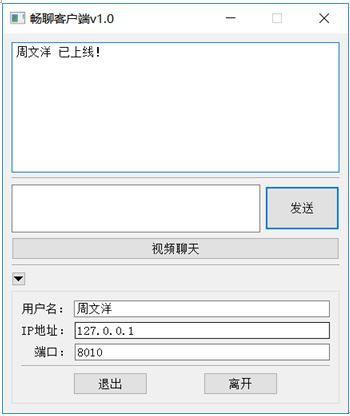 畅聊客户端v1.0
周文洋 已上线!
发送
视频聊天
用户名: 周文洋
IP地址: 127.0.0.1
端口: 8010
退出 离开